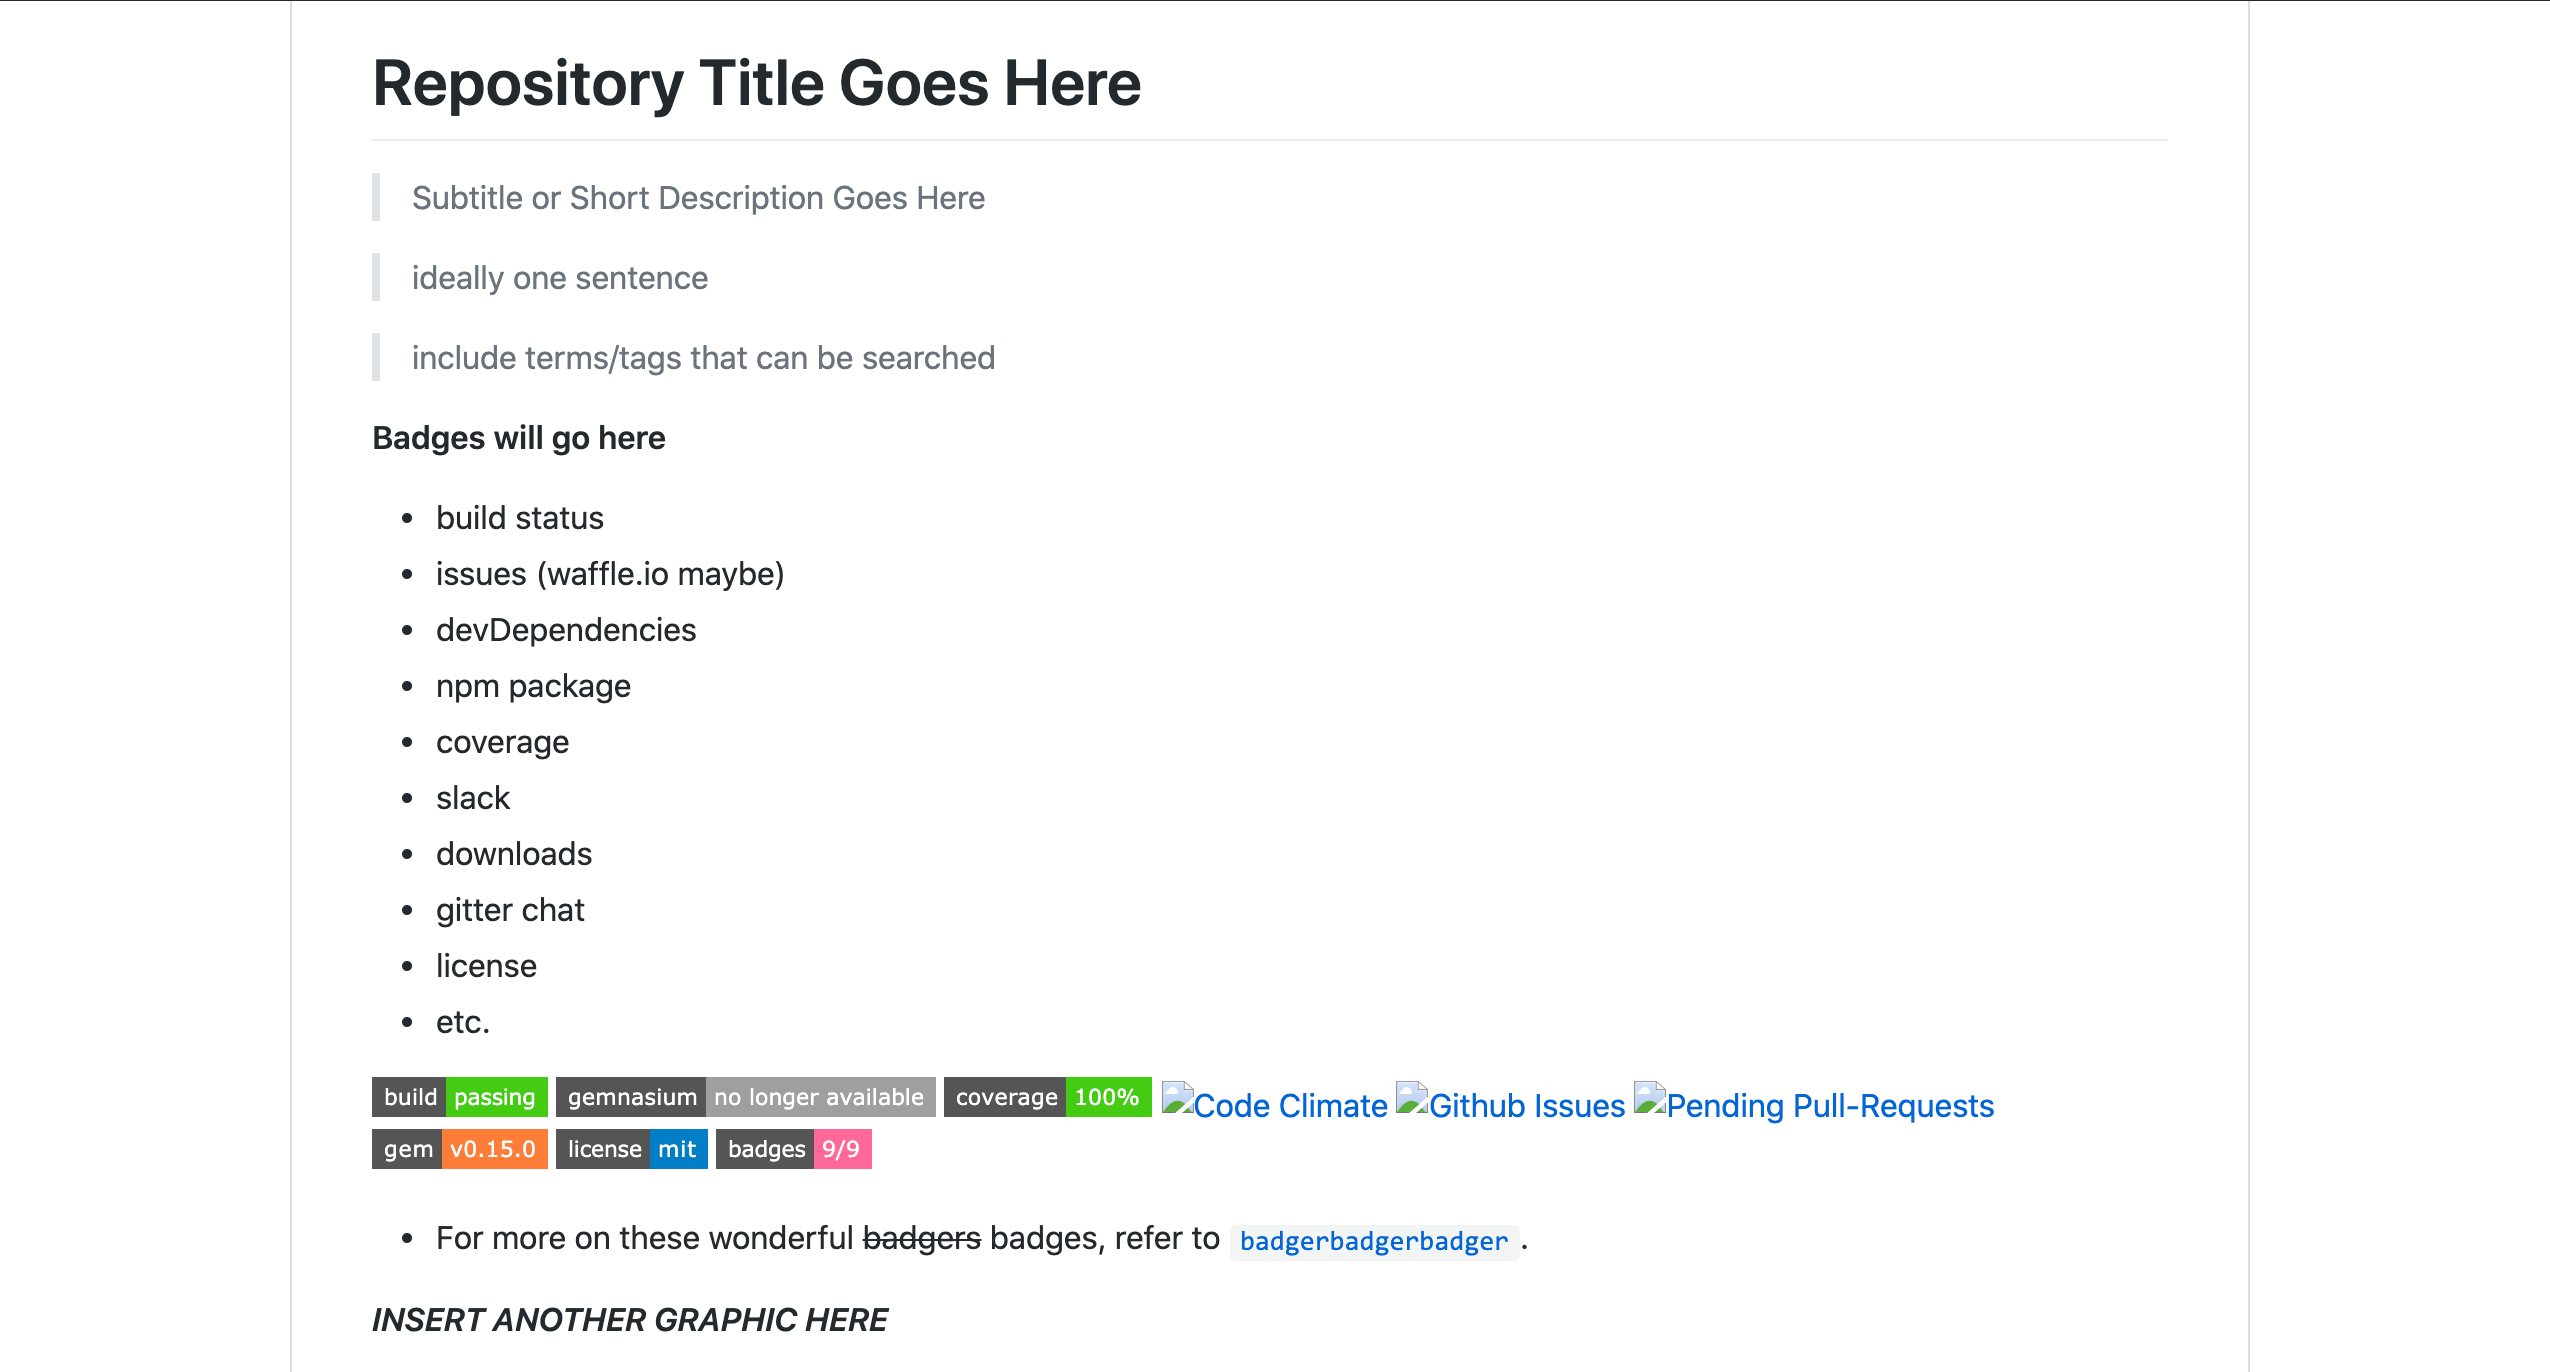 Repository Title Goes Here
Subtitle or Short Description Goes Here
ideally one sentence
include terms/tags that can be searched
Badges will go here
build status
issues (waffle.io maybe)
devDependencies
npm package
coverage
slack
downloads
gitter chat
license
etc.
build passing gemnasium no longer available coverage 100% Code Climate Github Issues Pending Pull-Requests
gem v0.15.0 license mit badges 9/9
For more on these wonderful badgers badges, refer to badgerbadgerbadger.
INSERT ANOTHER GRAPHIC HERE